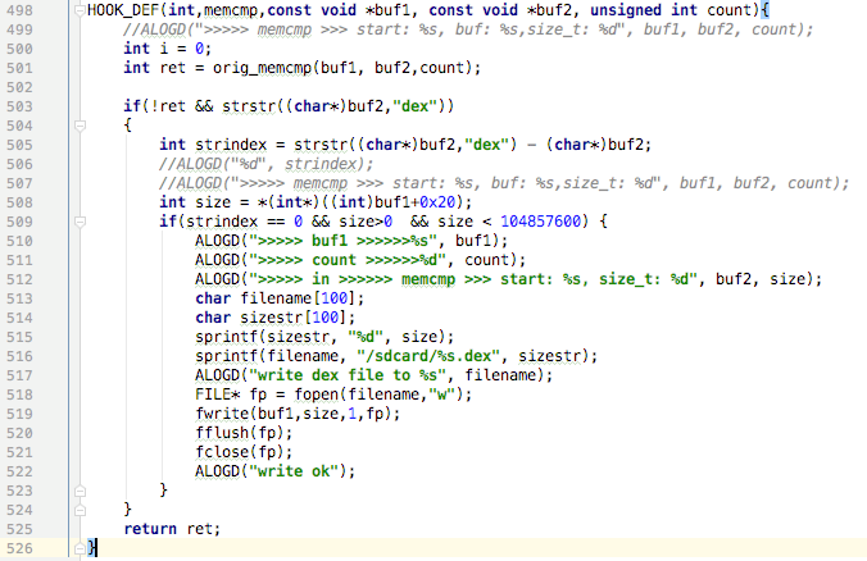 498 HOOK_DEF(int,memcmp,const void *buf1, const void *buf2, unsigned int count){
499     //ALOGD(">>>>> memcmp >>> start: %s, buf: %s,size_t: %d", buf1, buf2, count);
500     int i = 0;
501     int ret = orig_memcmp(buf1, buf2,count);
502
503     if(!ret && strstr((char*)buf2,"dex"))
504     {
505         int strindex = strstr((char*)buf2,"dex") - (char*)buf2;
506         //ALOGD("%d", strindex);
507         //ALOGD(">>>>> memcmp >>> start: %s, buf: %s,size_t: %d", buf1, buf2, count);
508         int size = *(int*)((int)buf1+0x20);
509         if(strindex == 0 && size>0  && size < 104857600) {
510             ALOGD(">>>>> buf1 >>>>>>%s", buf1);
511             ALOGD(">>>>> count >>>>>>%d", count);
512             ALOGD(">>>>> in >>>>>> memcmp >>> start: %s, size_t: %d", buf2, size);
513             char filename[100];
514             char sizestr[100];
515             sprintf(sizestr, "%d", size);
516             sprintf(filename, "/sdcard/%s.dex", sizestr);
517             ALOGD("write dex file to %s", filename);
518             FILE* fp = fopen(filename,"w");
519             fwrite(buf1,size,1,fp);
520             fflush(fp);
521             fclose(fp);
522             ALOGD("write ok");
523         }
524     }
525     return ret;
526 }